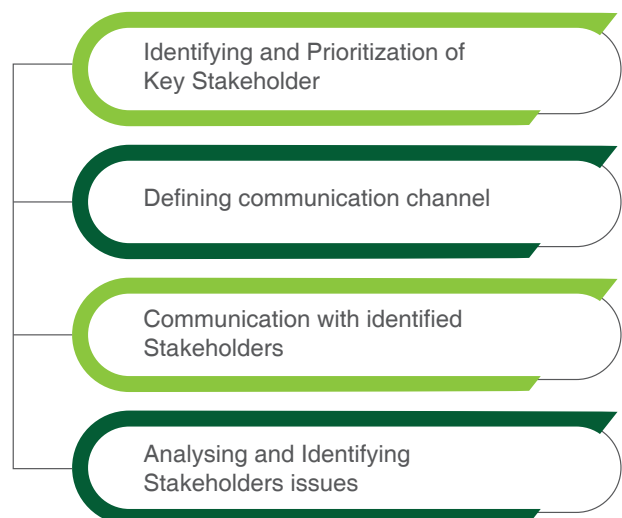 Identifying and Prioritization of
Key Stakeholder
Defining communication channel
Communication with identified
Stakeholders
Analysing and Identifying
Stakeholders issues